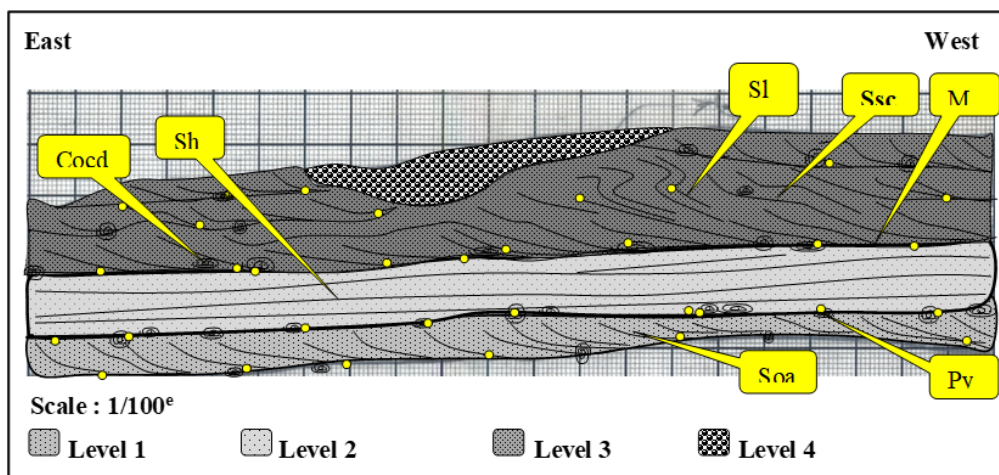 East
West
Sl
Ssc
M
Sh
Cocd
Soa
Pv
Scale : 1/100e
Level 1
Level 2
Level 3
Level 4